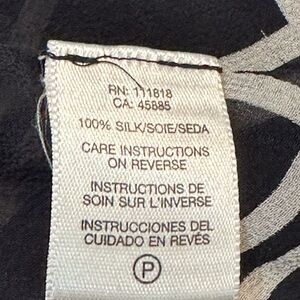 RN: 111818
CA: 45885
100% SILK/SOIE/SEDA
CARE INSTRUCTIONS
ON REVERSE
INSTRUCTIONS DE
SOIN SUR L'INVERSE
INSTRUCCIONES DEL
CUIDADO EN REVÉS
P